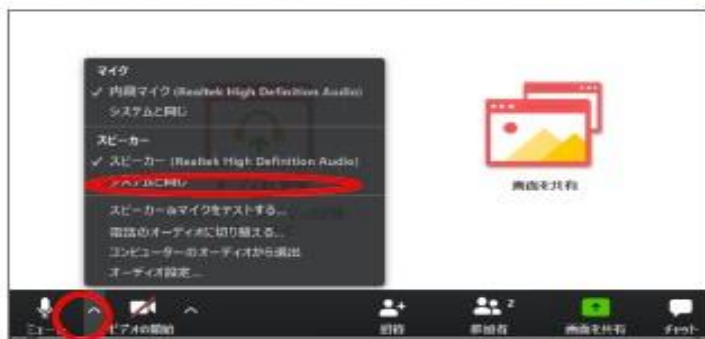 マイク
✓ 内蔵マイク (Realtek High Definition Audio)
システムと同じ
スピーカー
✓ スピーカー (Realtek High Definition Audio)
システムに同じ
スピーカー&マイクをテストする...
電話のオーディオに切り替える...
コンピューターのオーディオから退出
オーディオ設定...
画面を共有
ミュート
ビデオの開始
招待
参加者
2
画面を共有
チャット